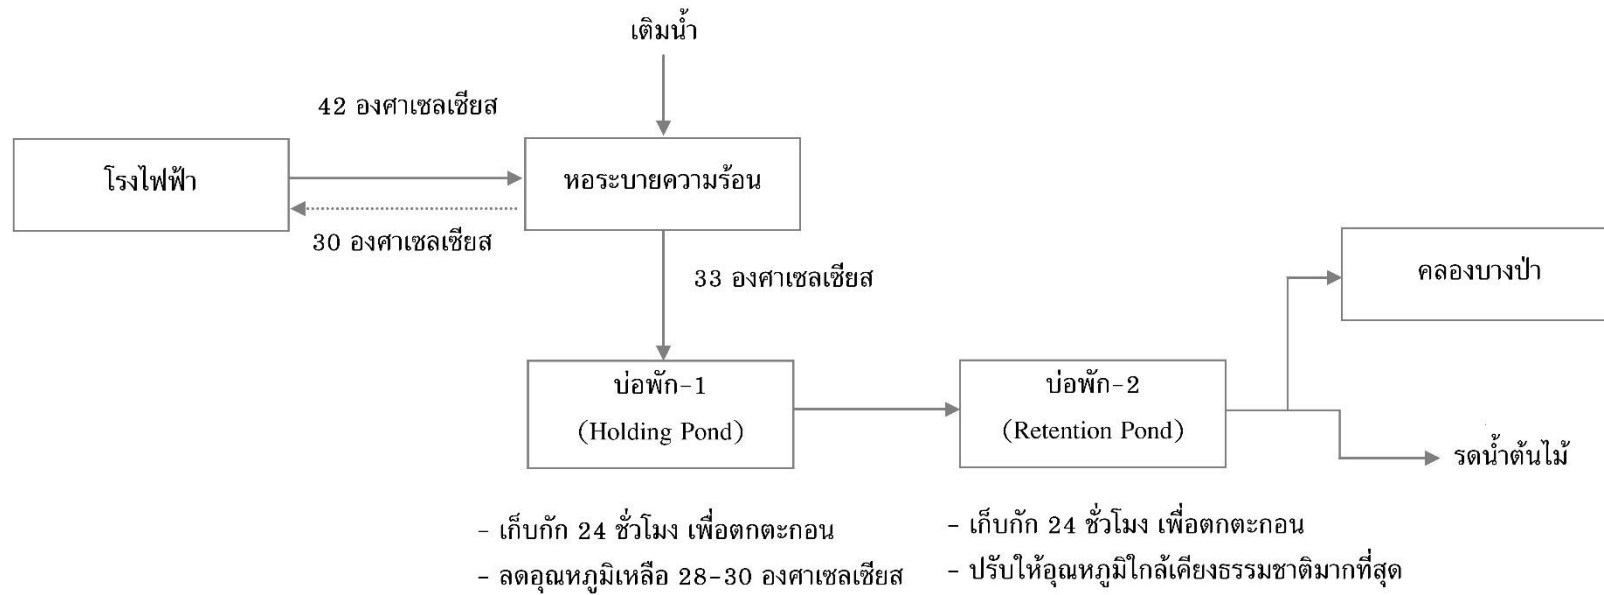 เติมน้ำ
42 องศาเซลเซียส
โรงไฟฟ้า
หอระบายความร้อน
30 องศาเซลเซียส
33 องศาเซลเซียส
คลองบางป่า
บ่อพัก-1
(Holding Pond)
บ่อพัก-2
(Retention Pond)
รดน้ำต้นไม้
- เก็บกัก 24 ชั่วโมง เพื่อตกตะกอน
- ลดอุณหภูมิเหลือ 28-30 องศาเซลเซียส
- เก็บกัก 24 ชั่วโมง เพื่อตกตะกอน
- ปรับให้อุณหภูมิใกล้เคียงธรรมชาติมากที่สุด